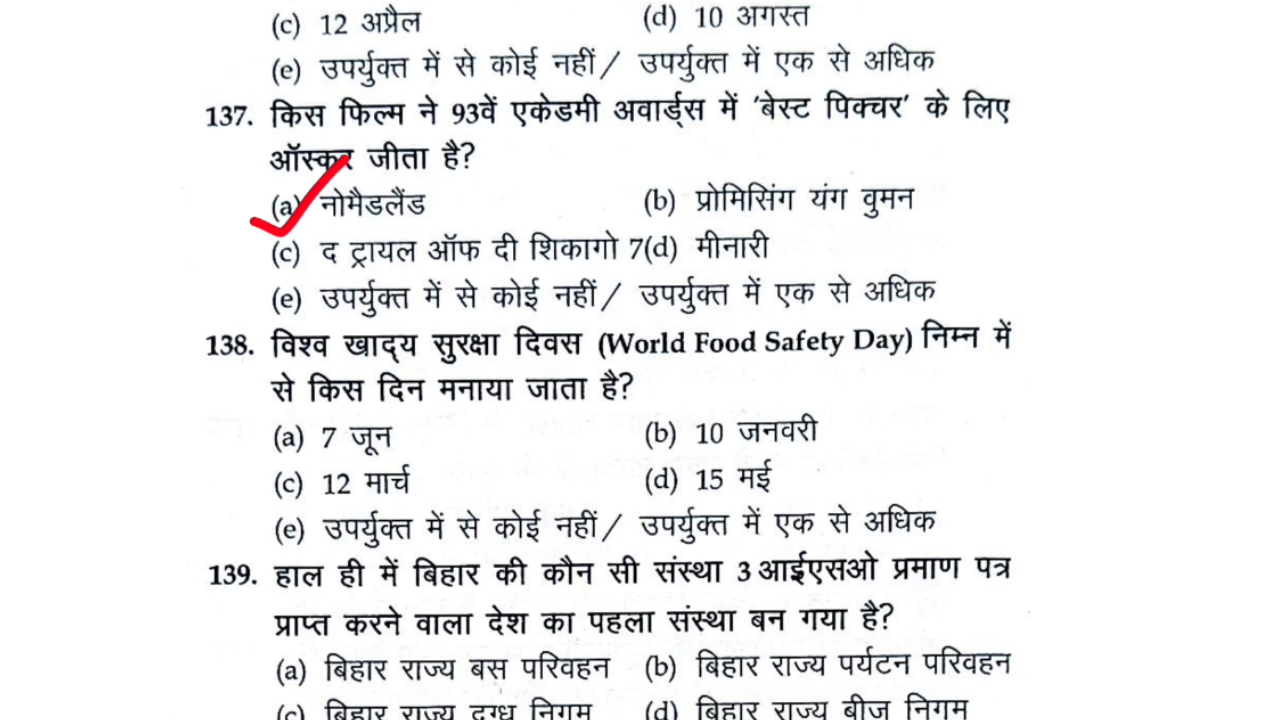 (c) 12 अप्रैल (d) 10 अगस्त
(e) उपर्युक्त में से कोई नहीं/ उपर्युक्त में एक से अधिक
137. किस फिल्म ने 93वें एकेडमी अवार्ड्स में 'बेस्ट पिक्चर' के लिए
ऑस्कर जीता है?
(a) नोमैडलैंड (b) प्रोमिसिंग यंग वुमन
(c) द ट्रायल ऑफ दी शिकागो 7 (d) मीनारी
(e) उपर्युक्त में से कोई नहीं/ उपर्युक्त में एक से अधिक
138. विश्व खाद्य सुरक्षा दिवस (World Food Safety Day) निम्न में
से किस दिन मनाया जाता है?
(a) 7 जून (b) 10 जनवरी
(c) 12 मार्च (d) 15 मई
(e) उपर्युक्त में से कोई नहीं/ उपर्युक्त में एक से अधिक
139. हाल ही में बिहार की कौन सी संस्था 3 आईएसओ प्रमाण पत्र
प्राप्त करने वाला देश का पहला संस्था बन गया है?
(a) बिहार राज्य बस परिवहन (b) बिहार राज्य पर्यटन परिवहन
(c) बिहार राज्य दुग्ध निगम (d) बिहार राज्य बीज निगम